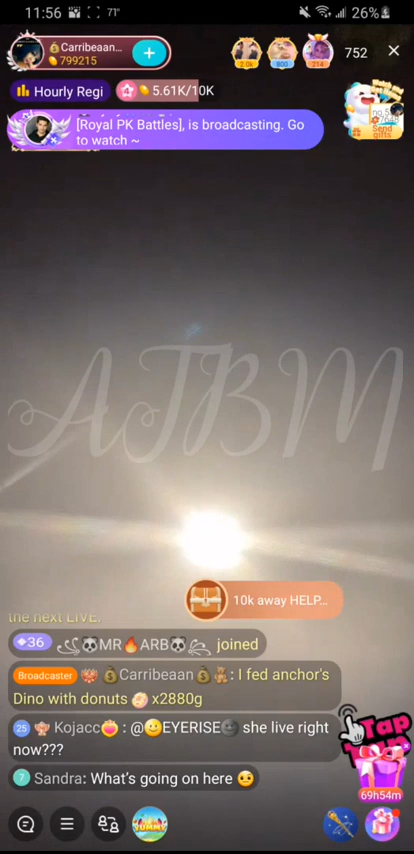 11:56 71° 26%
💰Carribeaan...
799215
2.0k 800 214 752
Hourly Regi 5.61K/10K
[Royal PK Battles], is broadcasting. Go
to watch ~
Send
gifts
AJBM
10k away HELP...
the next LIVE.
36 🐼MR🔥ARB🐼 joined
Broadcaster 💰Carribeaan💰🧸: I fed anchor's
Dino with donuts 🍩 x2880g
25 Kojacc : @🙂EYERISE🌚 she live right
now???
7 Sandra: What's going on here 😉
Tap
69h54m
YUMMY